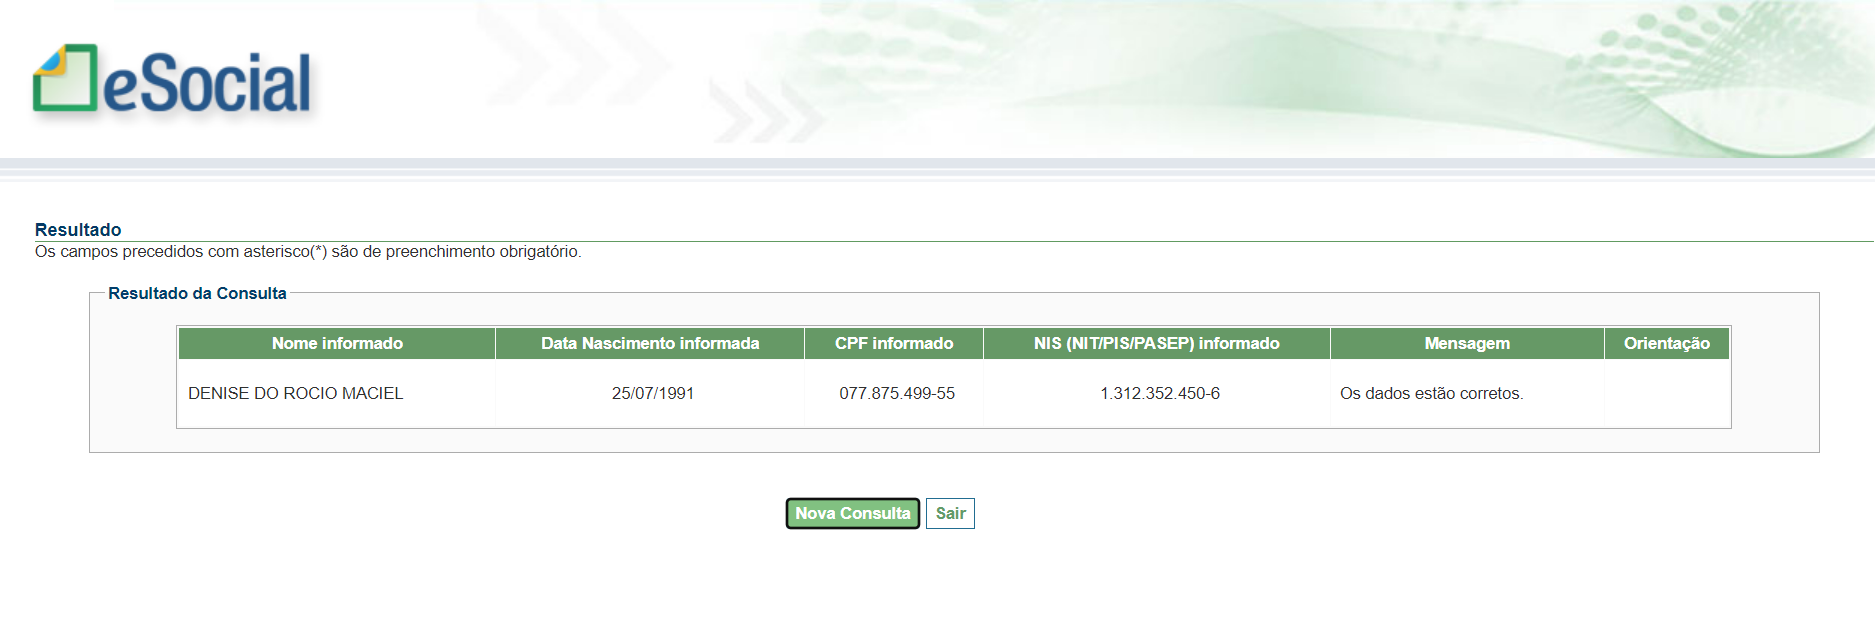 eSocial
Resultado
Os campos precedidos com asterisco(*) são de preenchimento obrigatório.
Resultado da Consulta
Nome informado Data Nascimento informada CPF informado NIS (NIT/PIS/PASEP) informado Mensagem Orientação
DENISE DO ROCIO MACIEL 25/07/1991 077.875.499-55 1.312.352.450-6 Os dados estão corretos.
Nova Consulta Sair